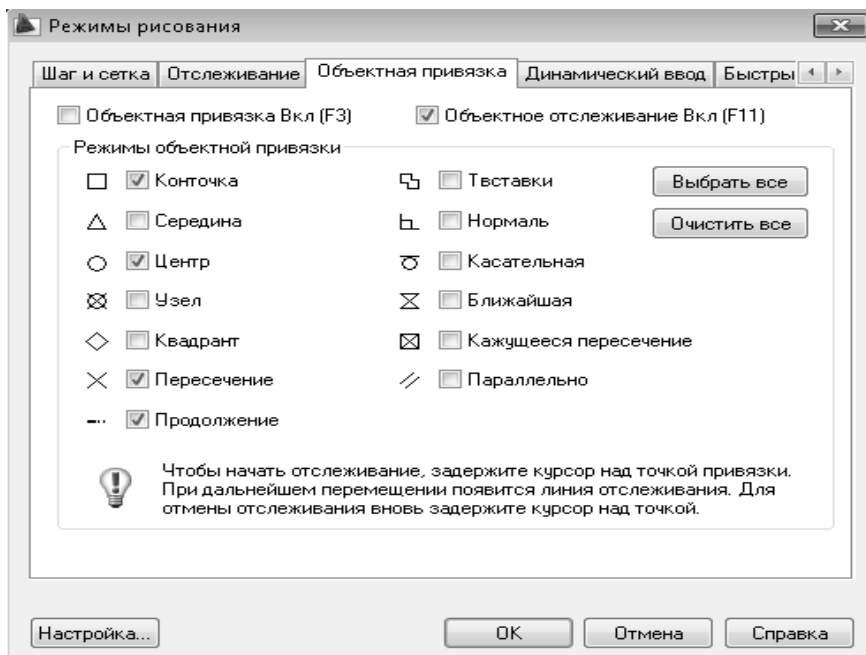 Режимы рисования
Шаг и сетка Отслеживание Объектная привязка Динамический ввод Быстры
Объектная привязка Вкл (F3) Объектное отслеживание Вкл (F11)
Режимы объектной привязки
Конточка Твставки Выбрать все
Середина Нормаль Очистить все
Центр Касательная
Узел Ближайшая
Квадрант Кажущееся пересечение
Пересечение Параллельно
Продолжение
Чтобы начать отслеживание, задержите курсор над точкой привязки.
При дальнейшем перемещении появится линия отслеживания. Для
отмены отслеживания вновь задержите курсор над точкой.
Настройка... OK Отмена Справка